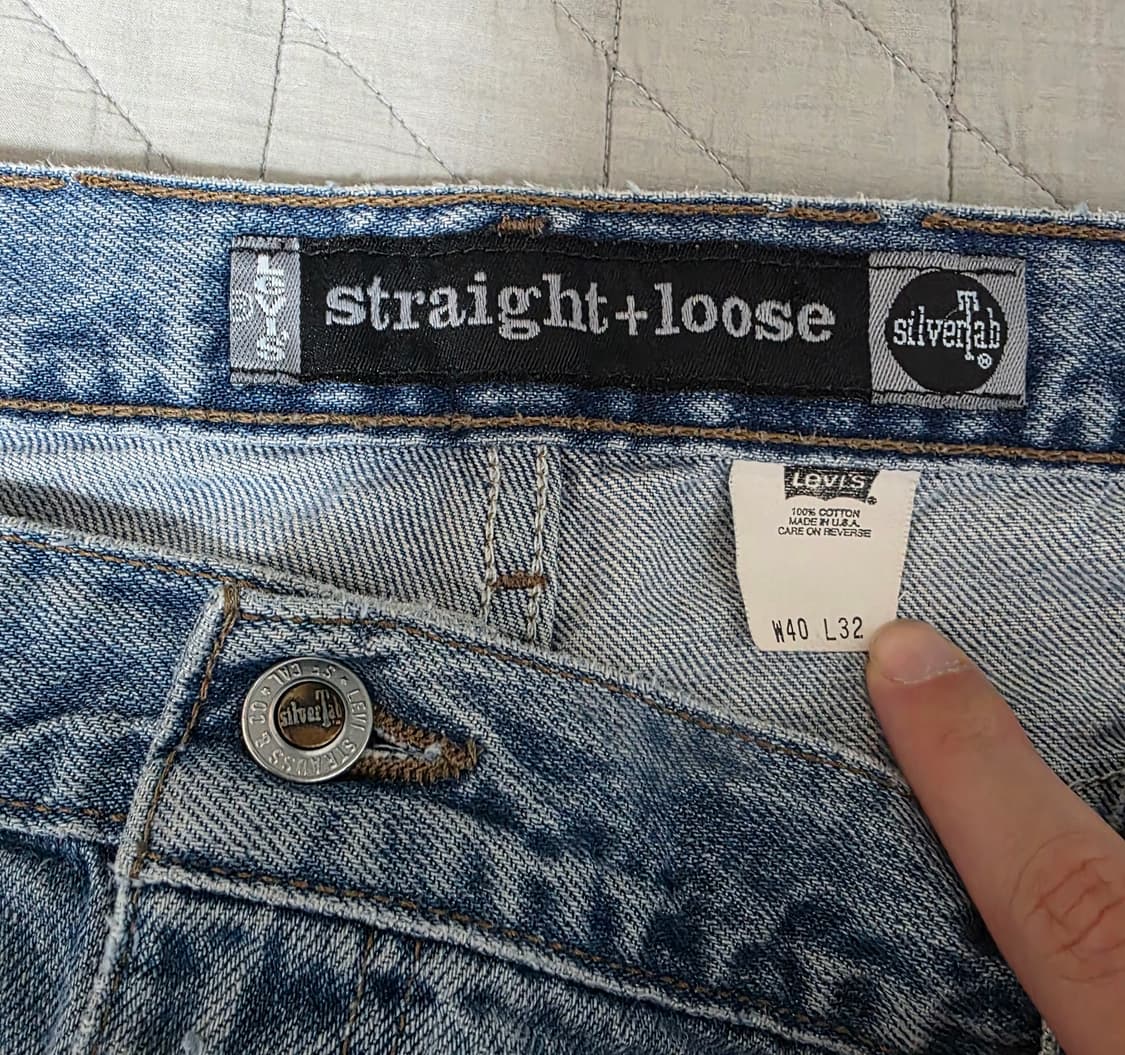 Levi's
straight+loose
silverTab
®
LEVI'S
®
100% COTTON
MADE IN U.S.A.
CARE ON REVERSE
W40 L32
silverTab
LEVI STRAUSS & CO * S.F. CAL *